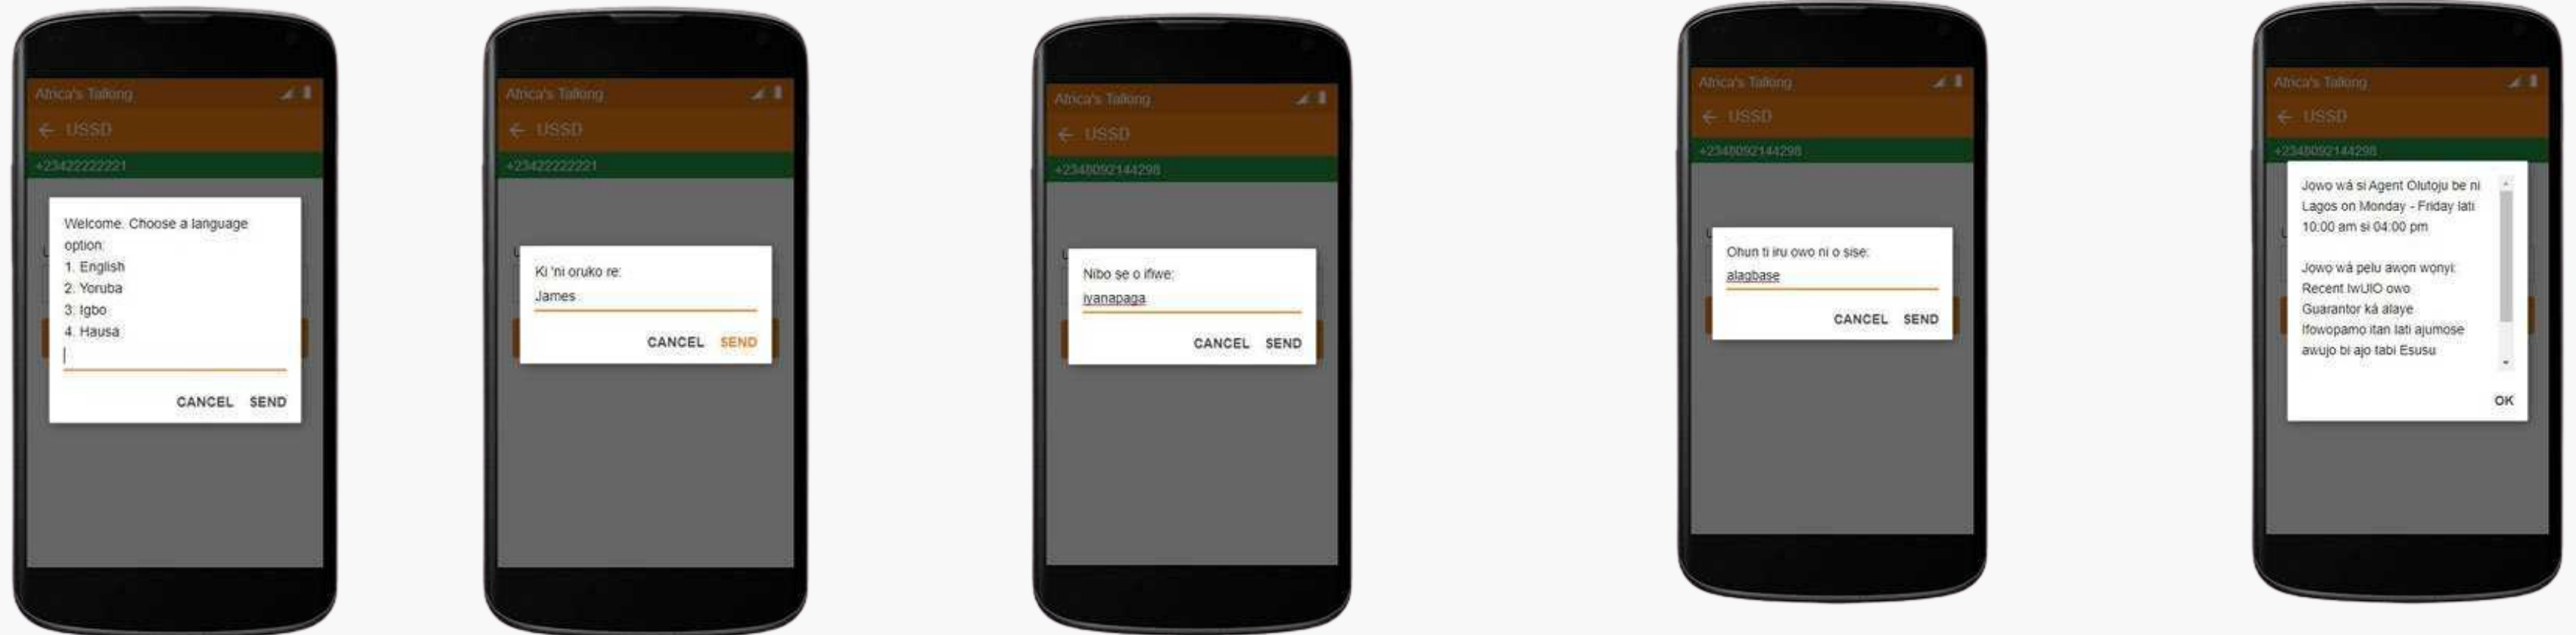 Africa's Talking
← USSD
+23422222221
Welcome. Choose a language
option:
1. English
2. Yoruba
3. Igbo
4. Hausa
CANCEL SEND
Africa's Talking
← USSD
+23422222221
Ki 'ni oruko re:
James
CANCEL SEND
Africa's Talking
← USSD
+2348092144298
Nibo se o ifiwe:
iyanapaga
CANCEL SEND
Africa's Talking
← USSD
+2348092144298
Ohun ti iru owo ni o sise:
alagbase
CANCEL SEND
Africa's Talking
← USSD
+2348092144298
Jọwọ wá si Agent Olutoju be ni
Lagos on Monday - Friday lati
10:00 am si 04:00 pm
Jọwọ wá pelu awọn wọnyi:
Recent IwUIO owo
Guarantor ká alaye
Ifowopamo itan lati ajumose
awujo bi ajo tabi Esusu
OK